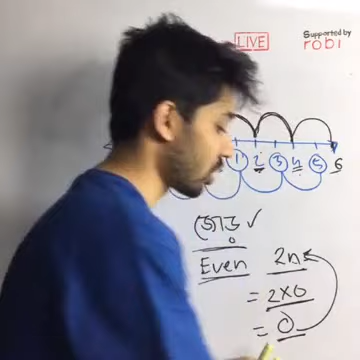 LIVE
Supported by
robi
1 2 3 4 5 6
জোড় ✓
Even 2n
= 2×0
= 0